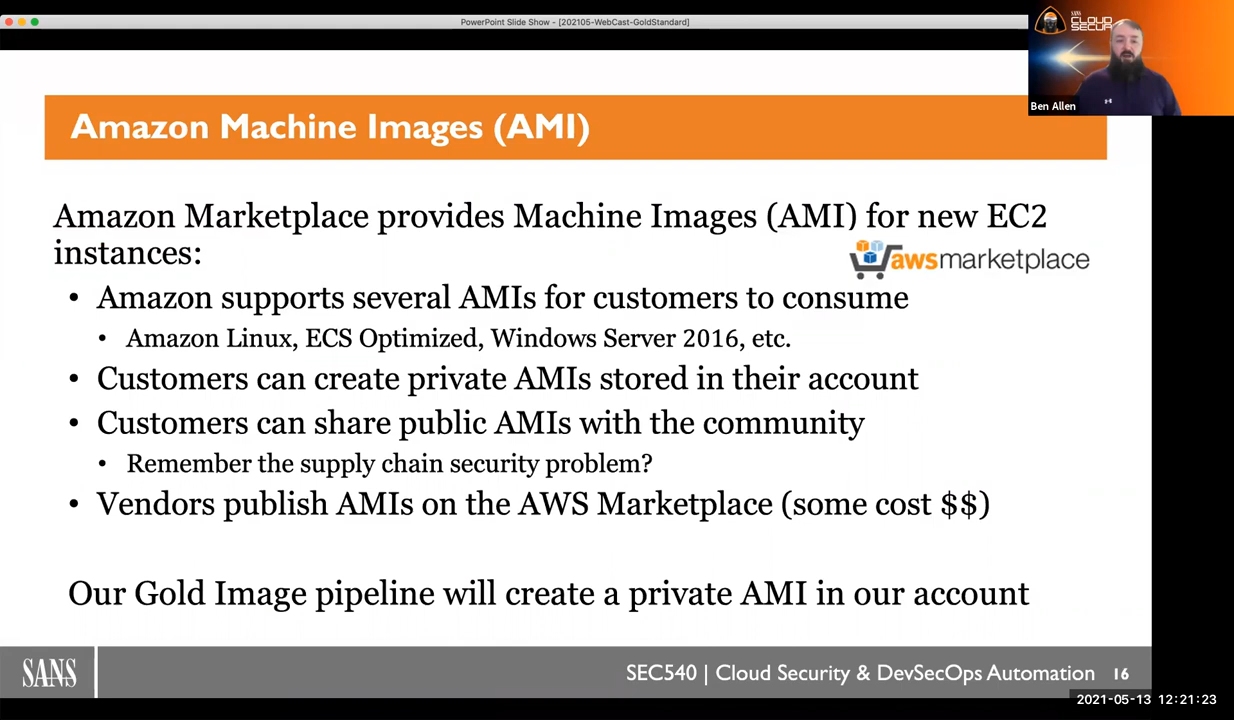 PowerPoint Slide Show - [202105-WebCast-GoldStandard]
SANS
CLOUD
Ben Allen
Amazon Machine Images (AMI)
Amazon Marketplace provides Machine Images (AMI) for new EC2
instances:
awsmarketplace
• Amazon supports several AMIs for customers to consume
• Amazon Linux, ECS Optimized, Windows Server 2016, etc.
• Customers can create private AMIs stored in their account
• Customers can share public AMIs with the community
• Remember the supply chain security problem?
• Vendors publish AMIs on the AWS Marketplace (some cost $$)
Our Gold Image pipeline will create a private AMI in our account
SANS
SEC540 | Cloud Security & DevSecOps Automation 16
2021-05-13 12:21:23